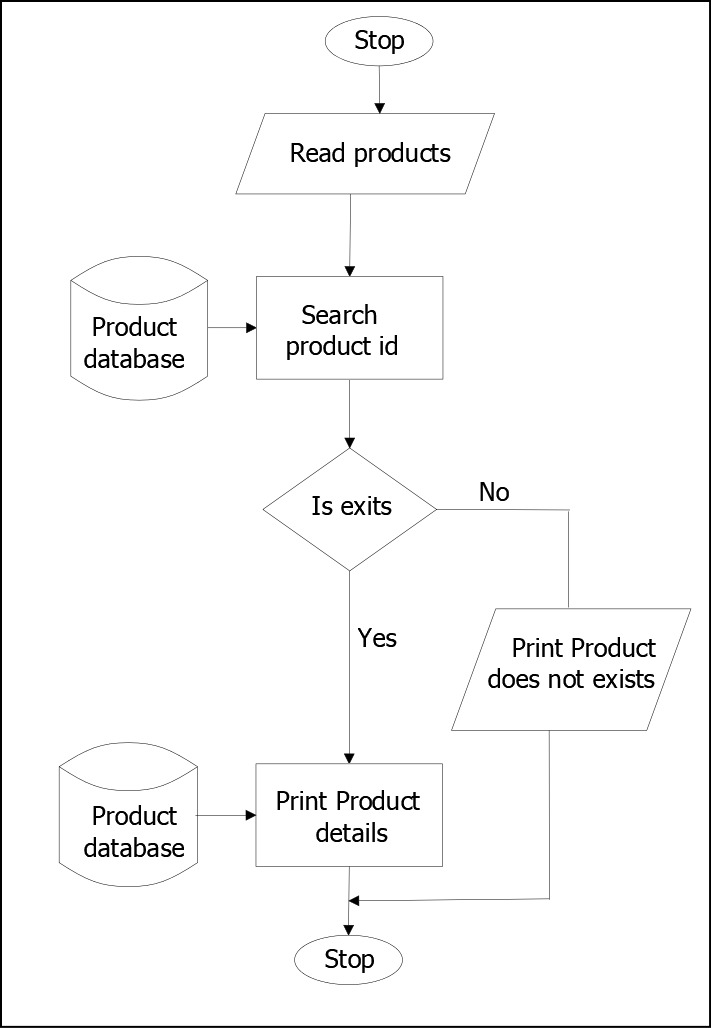 Stop
Read products
Search
product id
Product
database
Is exits
No
Yes
Print Product
does not exists
Print Product
details
Product
database
Stop